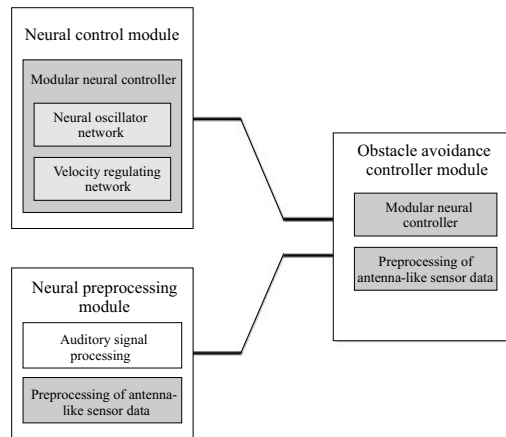 Neural control module
Modular neural controller
Neural oscillator
network
Velocity regulating
network
Neural preprocessing
module
Auditory signal
processing
Preprocessing of antenna-
like sensor data
Obstacle avoidance
controller module
Modular neural
controller
Preprocessing of
antenna-like sensor data